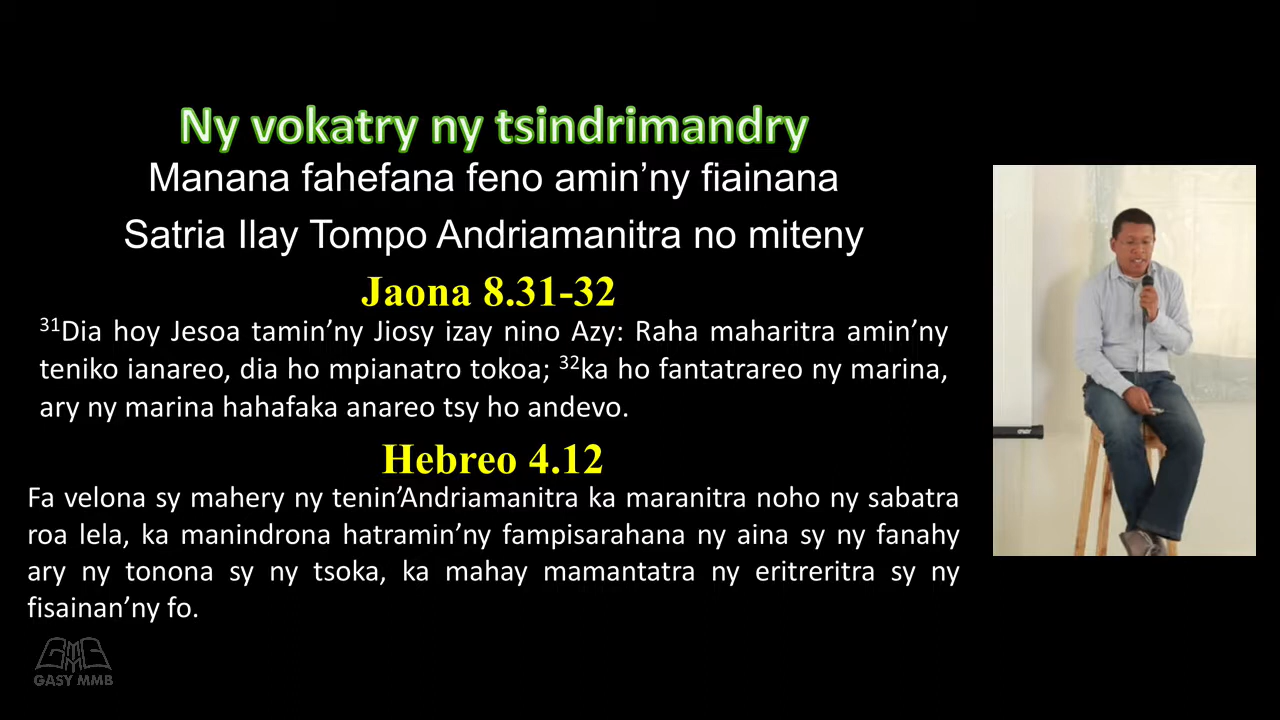 Ny vokatry ny tsindrimandry
Manana fahefana feno amin’ny fiainana
Satria Ilay Tompo Andriamanitra no miteny
Jaona 8.31-32
³¹Dia hoy Jesoa tamin’ny Jiosy izay nino Azy: Raha maharitra amin’ny
teniko ianareo, dia ho mpianatro tokoa; ³²ka ho fantatrareo ny marina,
ary ny marina hahafaka anareo tsy ho andevo.
Hebreo 4.12
Fa velona sy mahery ny tenin’Andriamanitra ka maranitra noho ny sabatra
roa lela, ka manindrona hatramin’ny fampisarahana ny aina sy ny fanahy
ary ny tonona sy ny tsoka, ka mahay mamantatra ny eritreritra sy ny
fisainan’ny fo.
GASY MMB